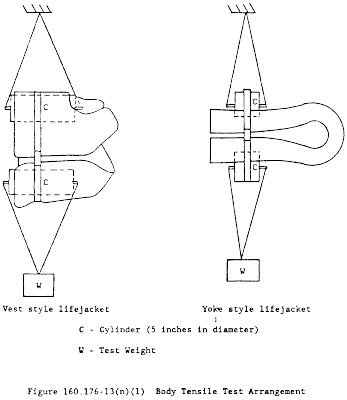 C
C
C
C
W
W
Vest style lifejacket
Yoke style lifejacket
C - Cylinder (5 inches in diameter)
W - Test Weight
Figure 160.176-13(n)(1) Body Tensile Test Arrangement